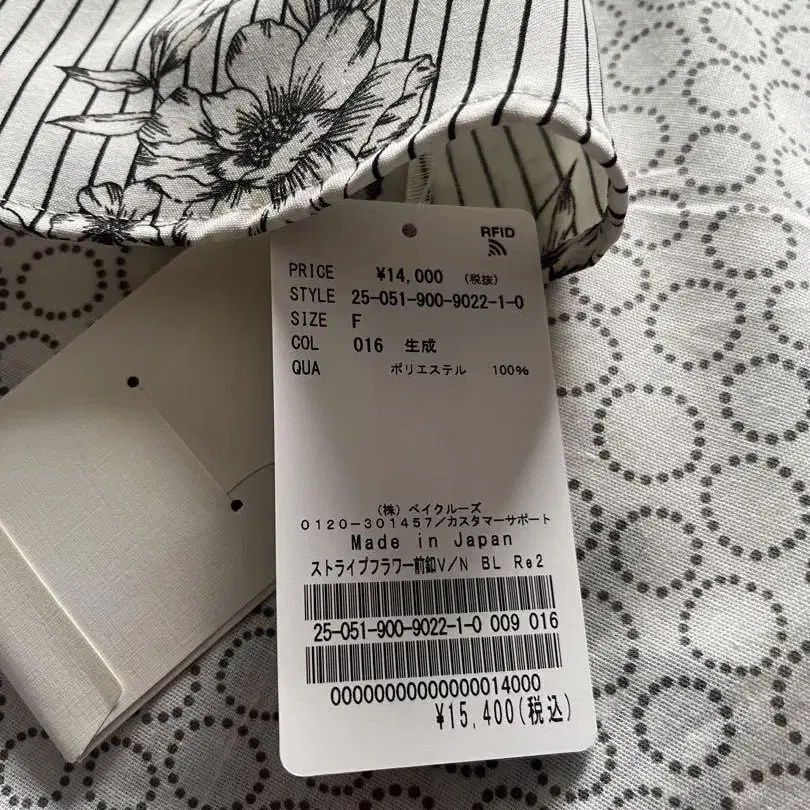 RFID
PRICE ¥14,000 (税抜)
STYLE 25-051-900-9022-1-0
SIZE F
COL 016 生成
QUA ポリエステル 100%
(株) ベイクルーズ
0120-301457/カスタマーサポート
Made in Japan
ストライプフラワー前釦V/N BL Re2
25-051-900-9022-1-0 009 016
00000000000000014000
¥15,400(税込)